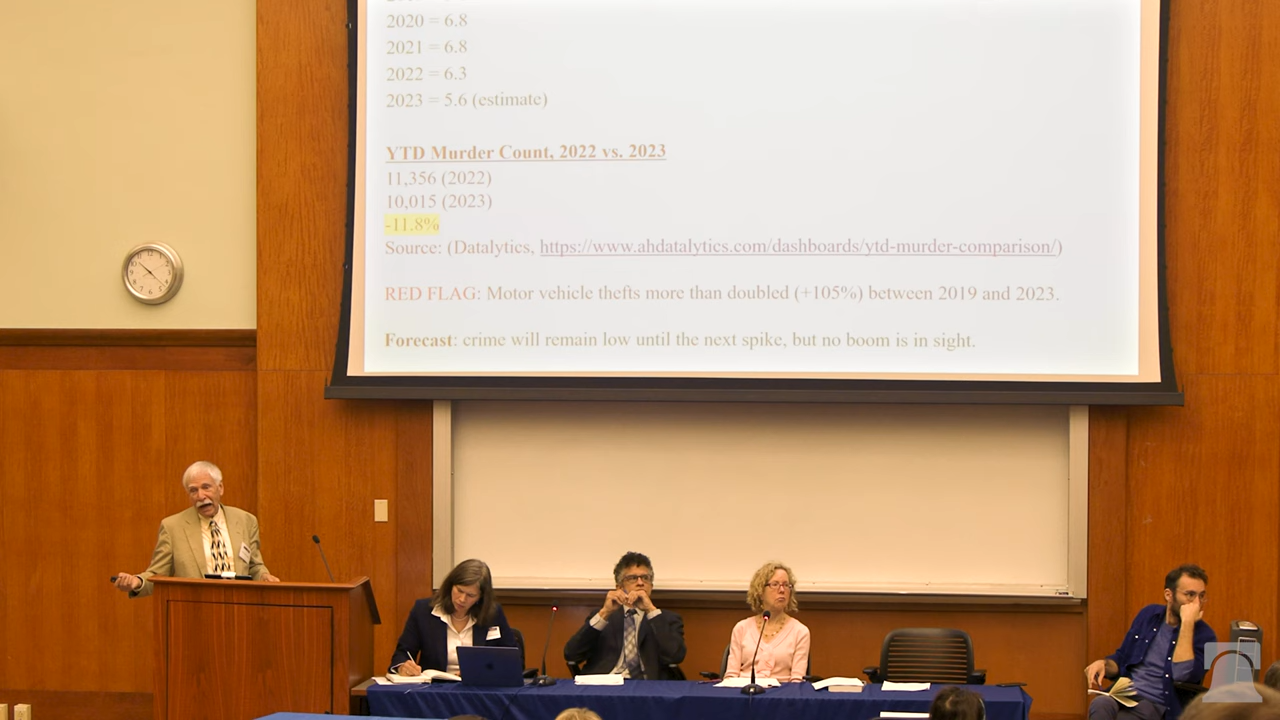 2020 = 6.8
2021 = 6.8
2022 = 6.3
2023 = 5.6 (estimate)
YTD Murder Count, 2022 vs. 2023
11,356 (2022)
10,015 (2023)
-11.8%
Source: (Datalytics, https://www.ahdatalytics.com/dashboards/ytd-murder-comparison/)
RED FLAG: Motor vehicle thefts more than doubled (+105%) between 2019 and 2023.
Forecast: crime will remain low until the next spike, but no boom is in sight.